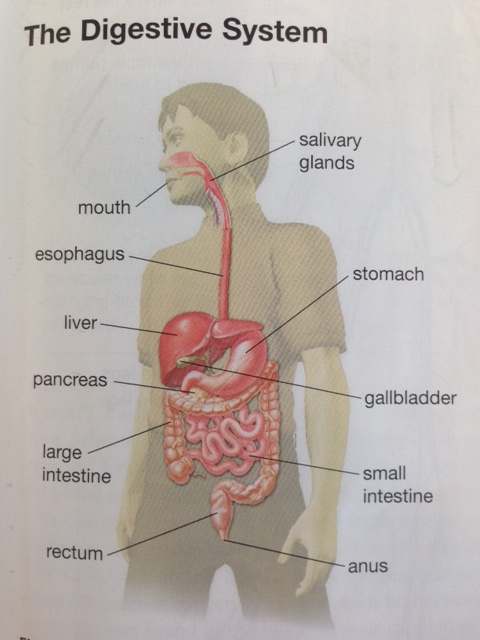 The Digestive System
salivary
glands
mouth
esophagus
stomach
liver
pancreas
gallbladder
large
intestine
small
intestine
rectum
anus